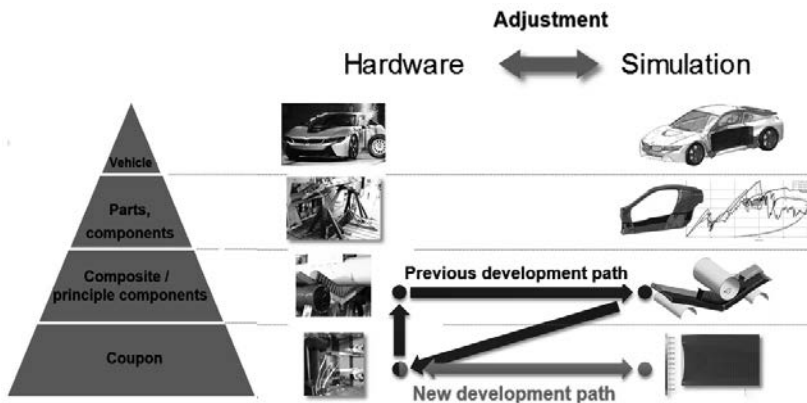 Adjustment
Hardware
Simulation
Vehicle
Parts,
components
Composite /
principle components
Previous development path
Coupon
New development path